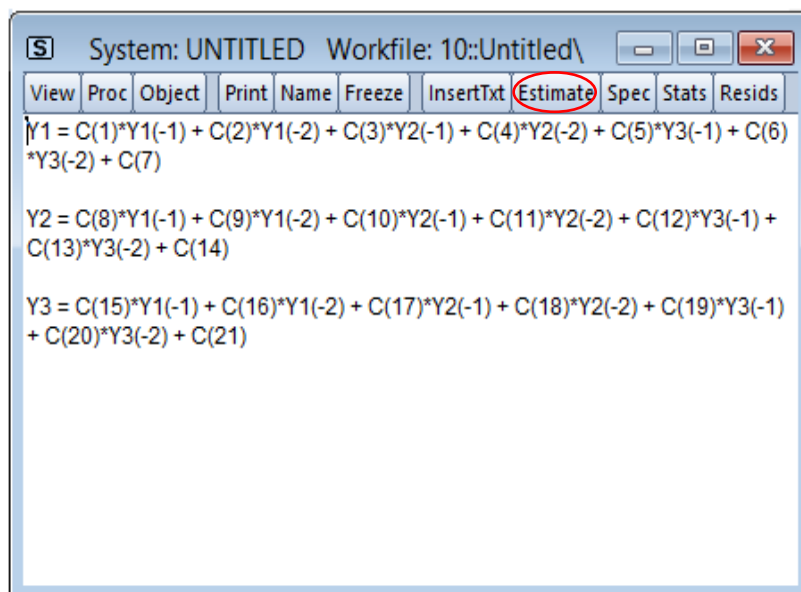 S System: UNTITLED Workfile: 10::Untitled\
View Proc Object Print Name Freeze InsertTxt Estimate Spec Stats Resids
Y1 = C(1)*Y1(-1) + C(2)*Y1(-2) + C(3)*Y2(-1) + C(4)*Y2(-2) + C(5)*Y3(-1) + C(6)
*Y3(-2) + C(7)
Y2 = C(8)*Y1(-1) + C(9)*Y1(-2) + C(10)*Y2(-1) + C(11)*Y2(-2) + C(12)*Y3(-1) +
C(13)*Y3(-2) + C(14)
Y3 = C(15)*Y1(-1) + C(16)*Y1(-2) + C(17)*Y2(-1) + C(18)*Y2(-2) + C(19)*Y3(-1)
+ C(20)*Y3(-2) + C(21)